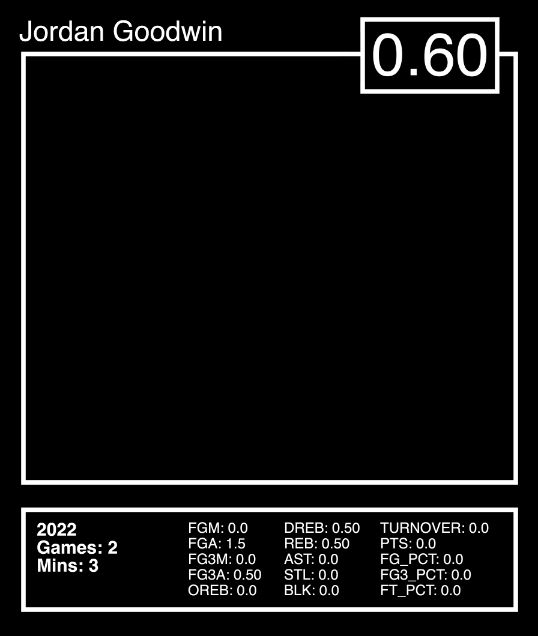 Jordan Goodwin
0.60
2022
Games: 2
Mins: 3
FGM: 0.0
FGA: 1.5
FG3M: 0.0
FG3A: 0.50
OREB: 0.0
DREB: 0.50
REB: 0.50
AST: 0.0
STL: 0.0
BLK: 0.0
TURNOVER: 0.0
PTS: 0.0
FG_PCT: 0.0
FG3_PCT: 0.0
FT_PCT: 0.0